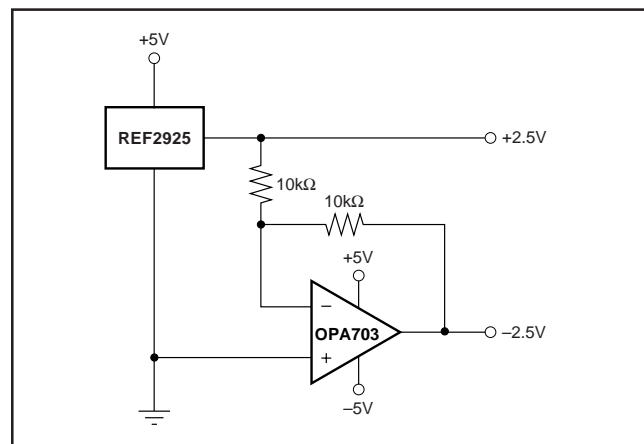 +5V
REF2925
+2.5V
10kΩ
10kΩ
+5V
−
OPA703
−2.5V
+
−5V